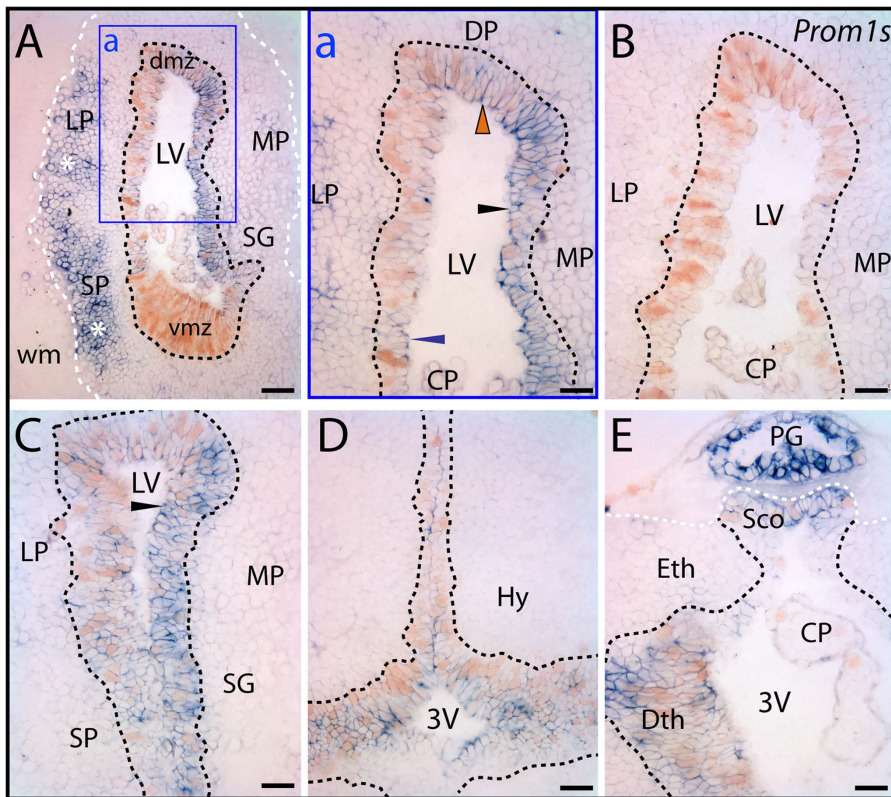 A
a
dmz
LP
*
LV
MP
SG
SP
*
vmz
wm
a
DP
LP
LV
MP
CP
B
Prom1s
LV
LP
MP
CP
C
LV
LP
MP
SG
SP
D
Hy
3V
E
PG
Sco
Eth
CP
3V
Dth